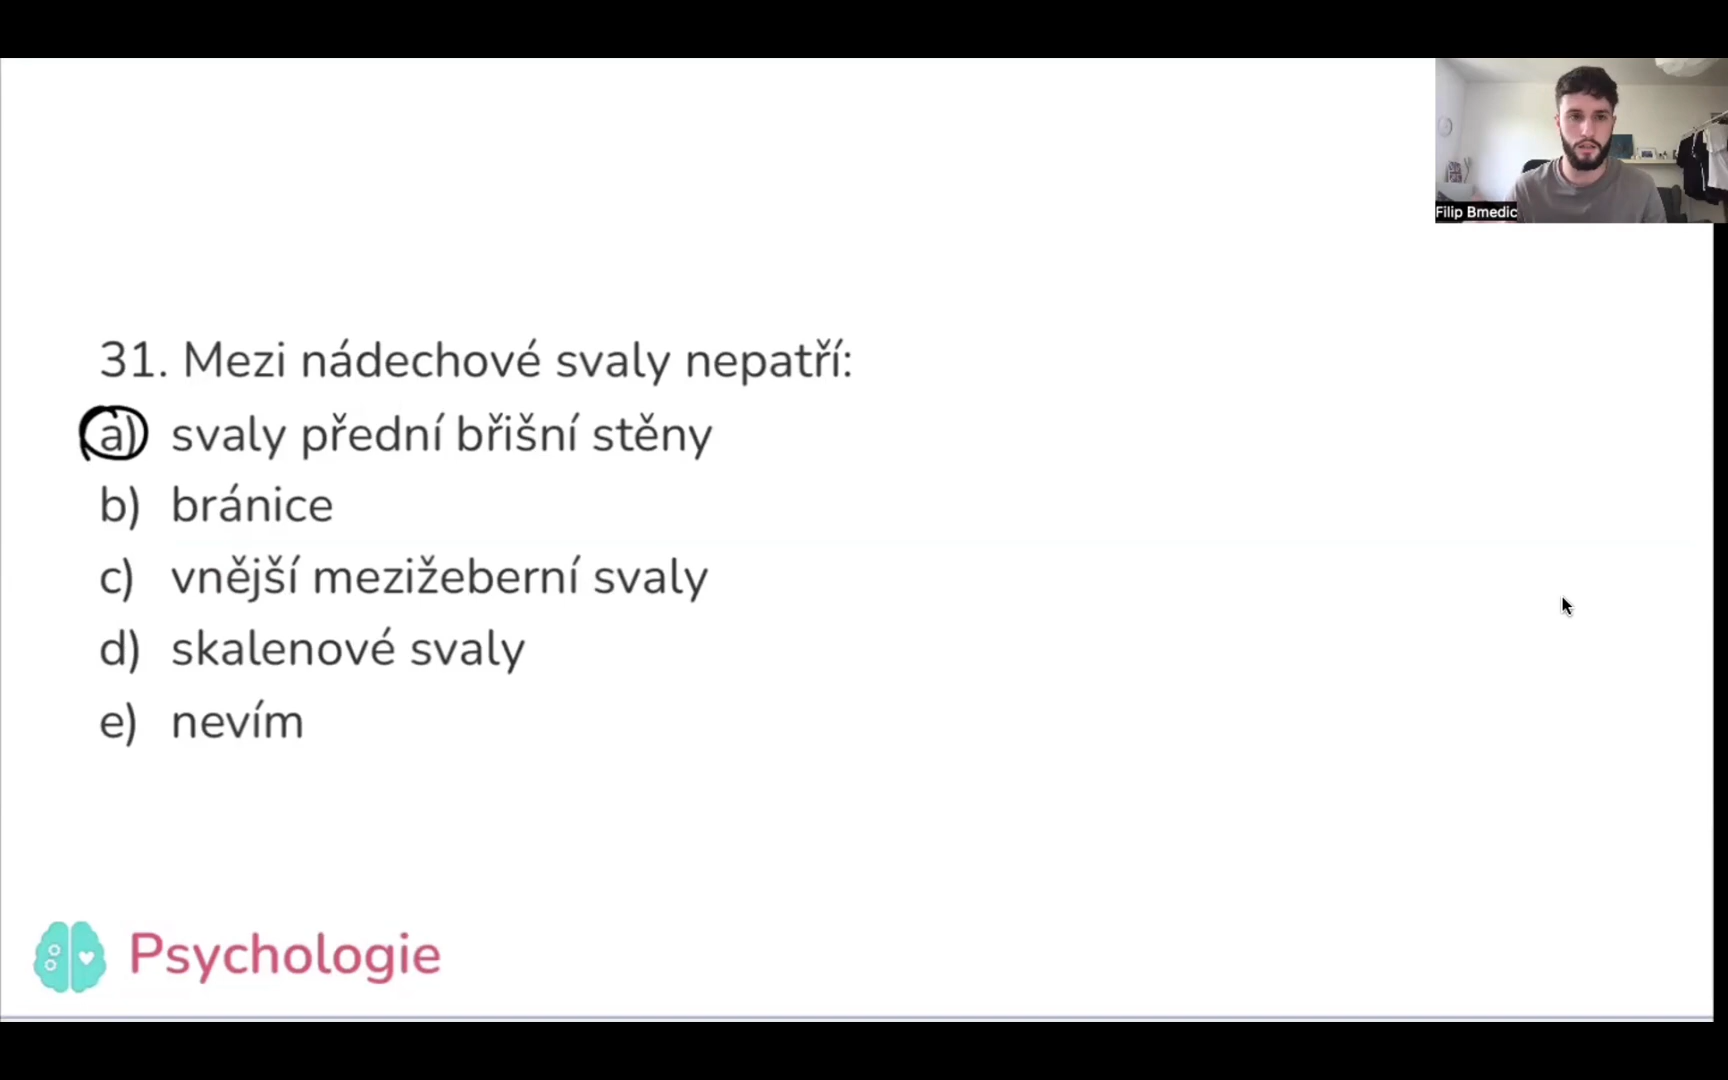 Filip Bmedic
31. Mezi nádechové svaly nepatří:
a) svaly přední břišní stěny
b) bránice
c) vnější mezižeberní svaly
d) skalenové svaly
e) nevím
Psychologie